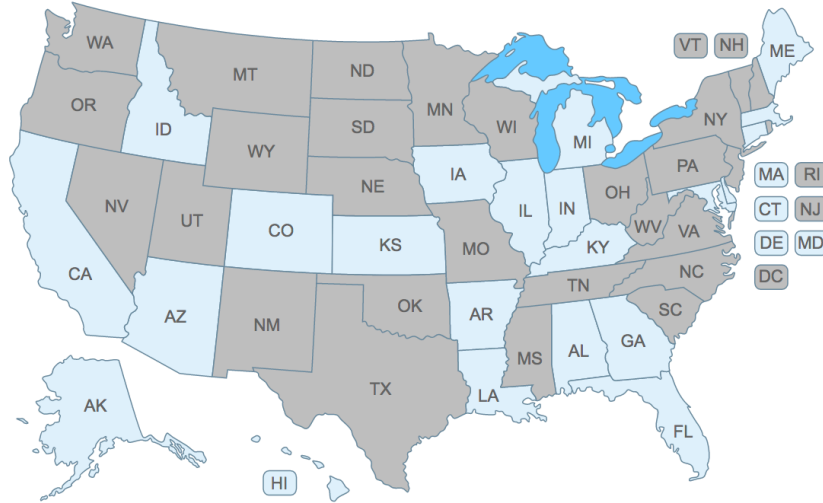 VT NH ME
WA
MT ND
MN
OR
ID
SD
WI
NY
MI
WY
MA RI
PA
IA
NE
CT NJ
OH
IL IN
NV
UT
WV
VA
DE MD
CO
KS
MO
KY
CA
NC
DC
TN
AZ
NM
OK
AR
SC
MS AL GA
TX
LA
AK
FL
HI